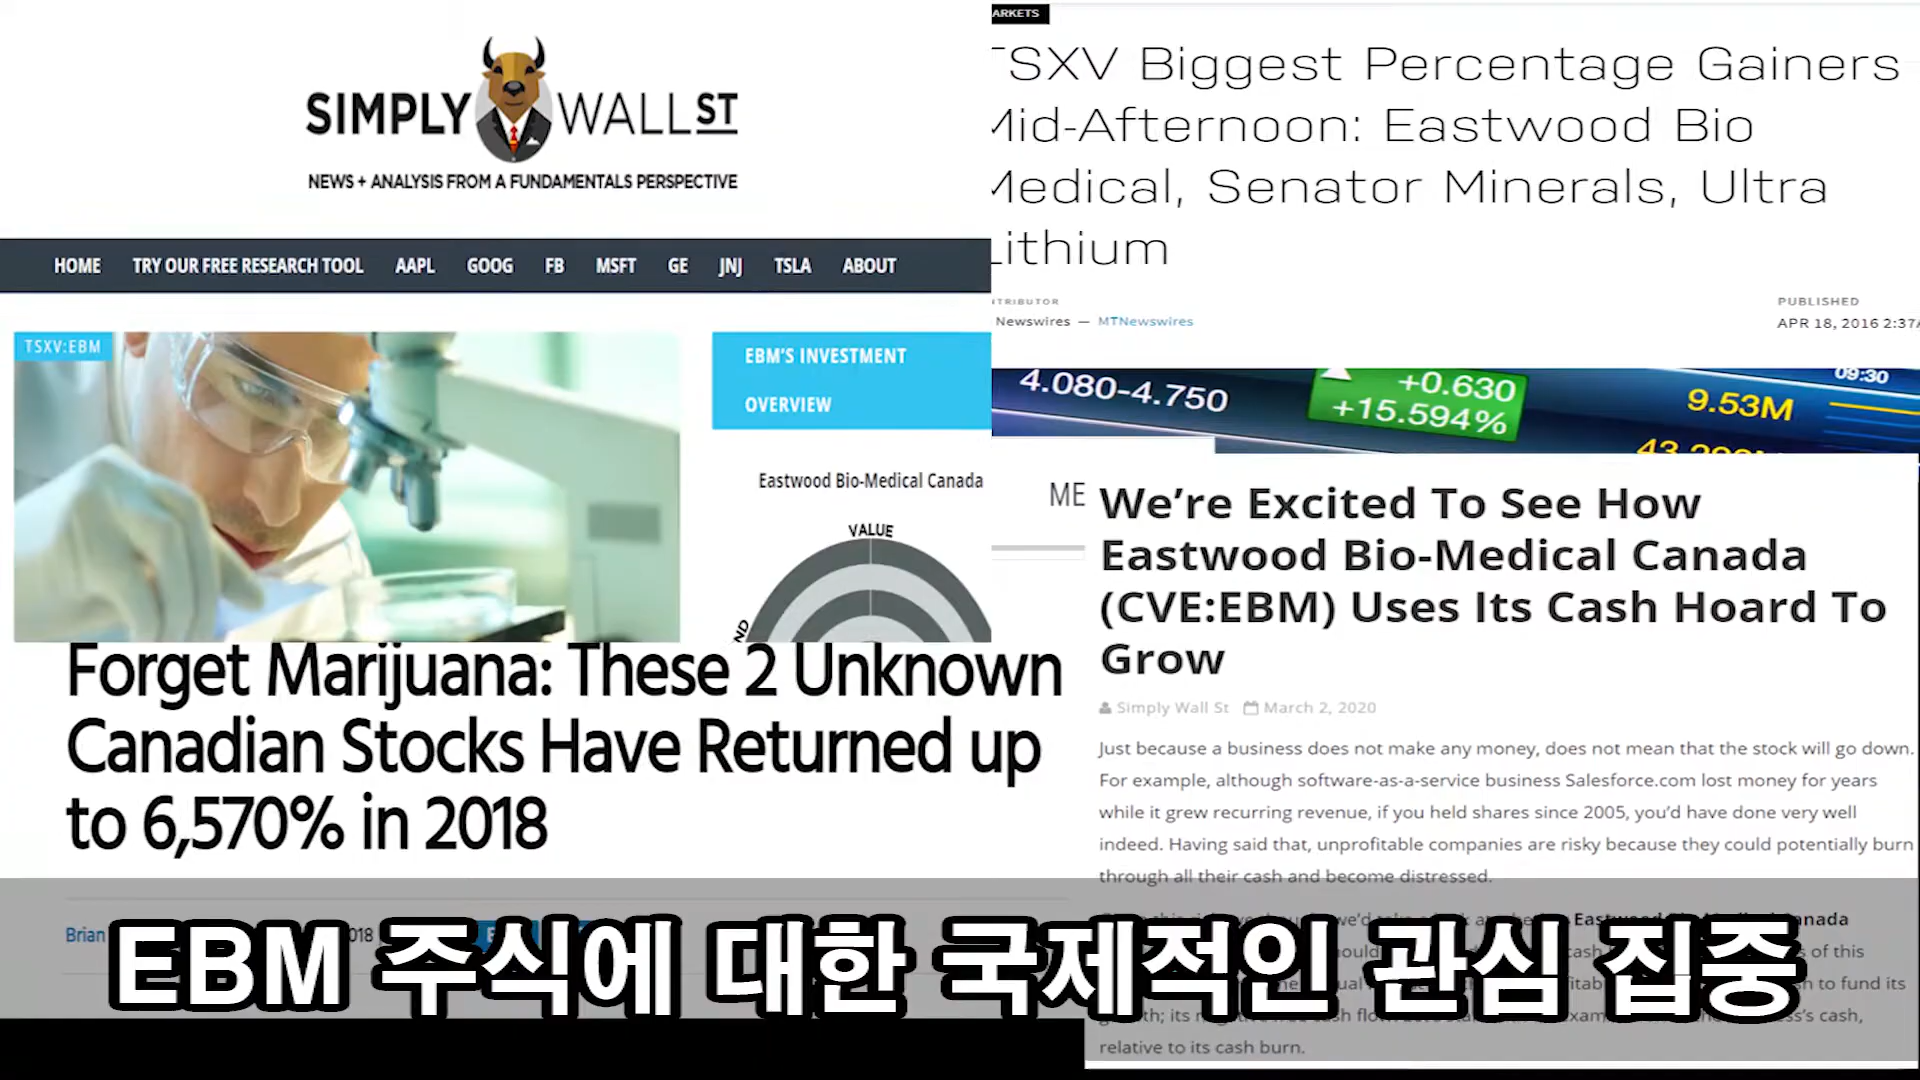 SIMPLY WALL ST
NEWS + ANALYSIS FROM A FUNDAMENTALS PERSPECTIVE
HOME TRY OUR FREE RESEARCH TOOL AAPL GOOG FB MSFT GE JNJ TSLA ABOUT
TSXV:EBM
EBM'S INVESTMENT
OVERVIEW
Eastwood Bio-Medical Canada
VALUE
Forget Marijuana: These 2 Unknown
Canadian Stocks Have Returned up
to 6,570% in 2018
Brian
018
ARKETS
TSXV Biggest Percentage Gainers
Mid-Afternoon: Eastwood Bio
Medical, Senator Minerals, Ultra
Lithium
NTRIBUTOR
Newswires — MTNewswires
PUBLISHED
APR 18, 2016 2:37A
4.080-4.750
+0.630
+15.594%
9.53M
09:30
ME
We're Excited To See How
Eastwood Bio-Medical Canada
(CVE:EBM) Uses Its Cash Hoard To
Grow
Simply Wall St March 2, 2020
Just because a business does not make any money, does not mean that the stock will go down.
For example, although software-as-a-service business Salesforce.com lost money for years
while it grew recurring revenue, if you held shares since 2005, you'd have done very well
indeed. Having said that, unprofitable companies are risky because they could potentially burn
through all their cash and become distressed.
of this
to fund its
cash,
relative to its cash burn.
EBM 주식에 대한 국제적인 관심 집중